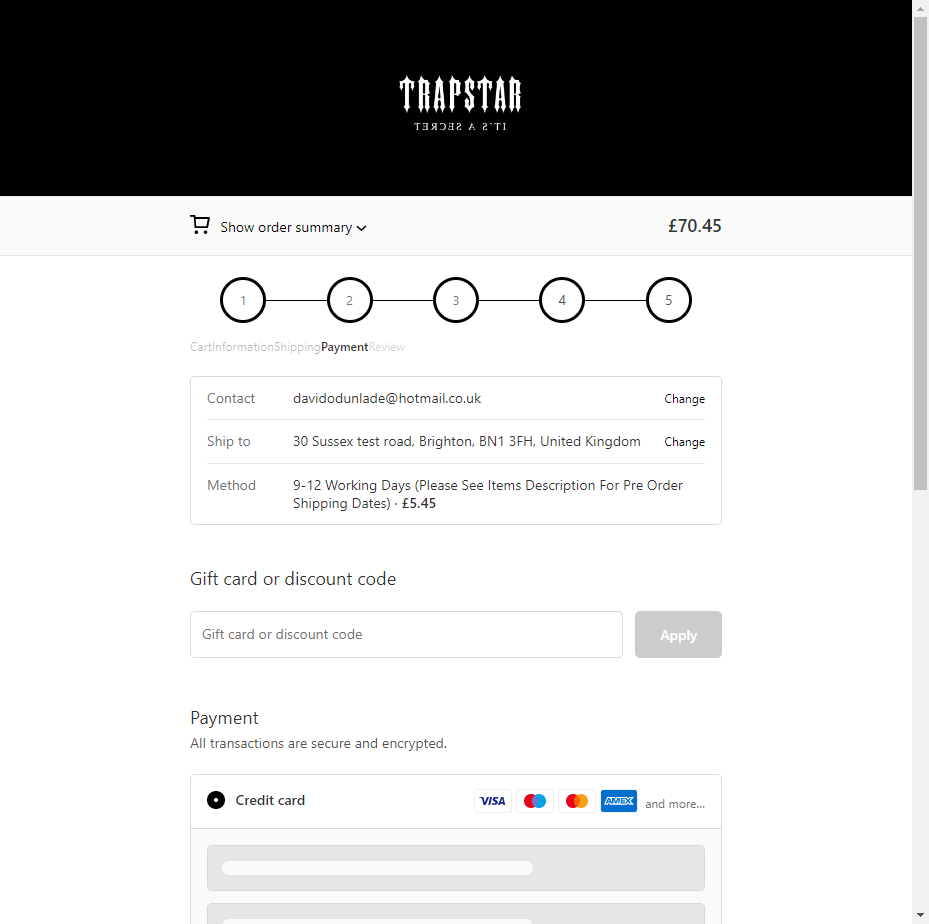 TRAPSTAR
IT'S A SECRET
Show order summary £70.45
1 2 3 4 5
CartInformationShippingPaymentReview
Contact davidodunlade@hotmail.co.uk Change
Ship to 30 Sussex test road, Brighton, BN1 3FH, United Kingdom Change
Method 9-12 Working Days (Please See Items Description For Pre Order
Shipping Dates) · £5.45
Gift card or discount code
Gift card or discount code Apply
Payment
All transactions are secure and encrypted.
Credit card VISA AMEX and more...